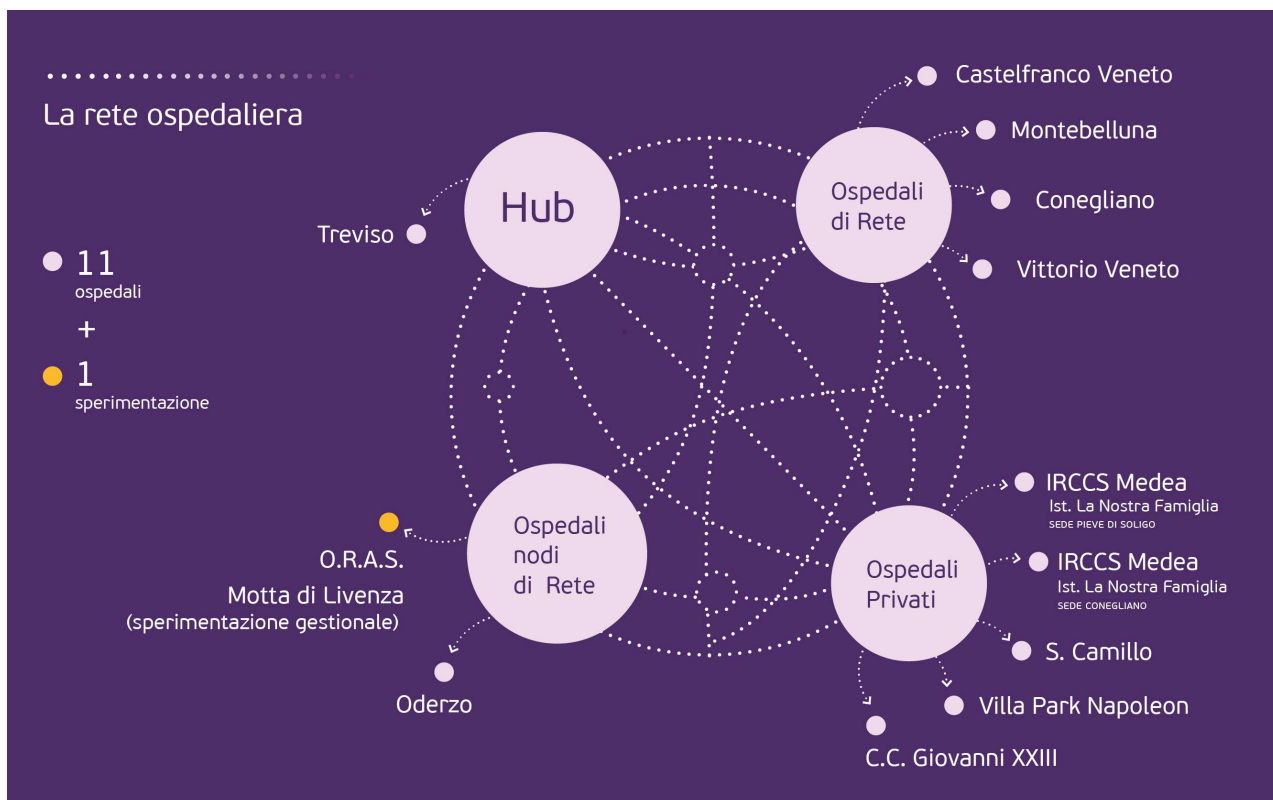 La rete ospedaliera
11
ospedali
+
1
sperimentazione
Hub
Treviso
Ospedali
di Rete
Castelfranco Veneto
Montebelluna
Conegliano
Vittorio Veneto
Ospedali
nodi
di Rete
O.R.A.S.
Motta di Livenza
(sperimentazione gestionale)
Oderzo
Ospedali
Privati
IRCCS Medea
Ist. La Nostra Famiglia
SEDE PIEVE DI SOLIGO
IRCCS Medea
Ist. La Nostra Famiglia
SEDE CONEGLIANO
S. Camillo
Villa Park Napoleon
C.C. Giovanni XXIII